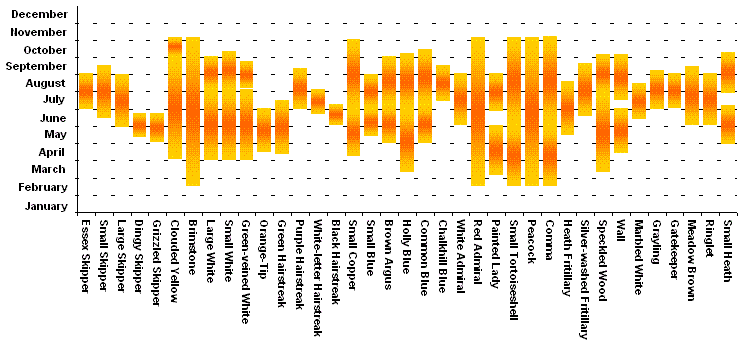 December
November
October
September
August
July
June
May
April
March
February
January
Essex Skipper
Small Skipper
Large Skipper
Dingy Skipper
Grizzled Skipper
Clouded Yellow
Brimstone
Large White
Small White
Green-veined White
Orange-Tip
Green Hairstreak
Purple Hairstreak
White-letter Hairstreak
Black Hairstreak
Small Copper
Small Blue
Brown Argus
Holly Blue
Common Blue
Chalkhill Blue
White Admiral
Red Admiral
Painted Lady
Small Tortoiseshell
Peacock
Comma
Heath Fritillary
Silver-washed Fritillary
Speckled Wood
Wall
Marbled White
Grayling
Gatekeeper
Meadow Brown
Ringlet
Small Heath